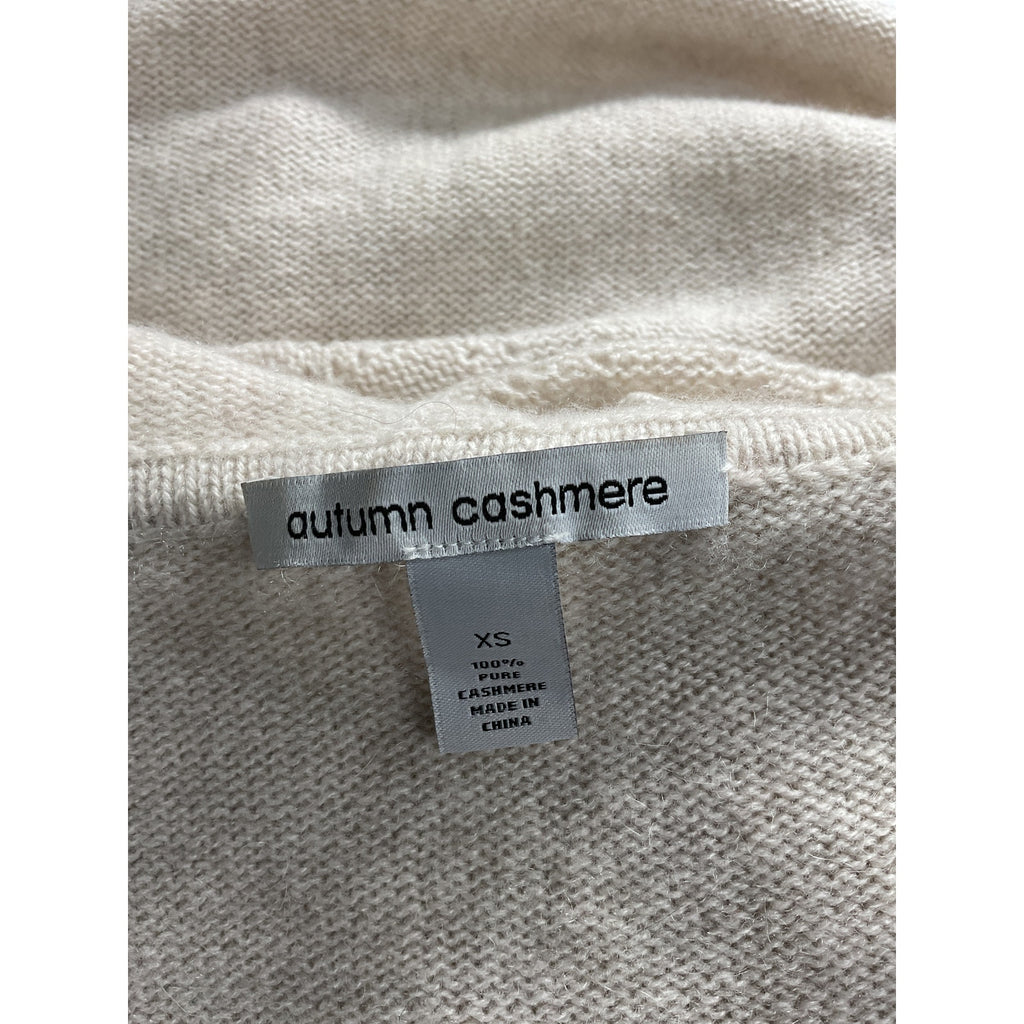 autumn cashmere
XS
100%
PURE
CASHMERE
MADE IN
CHINA